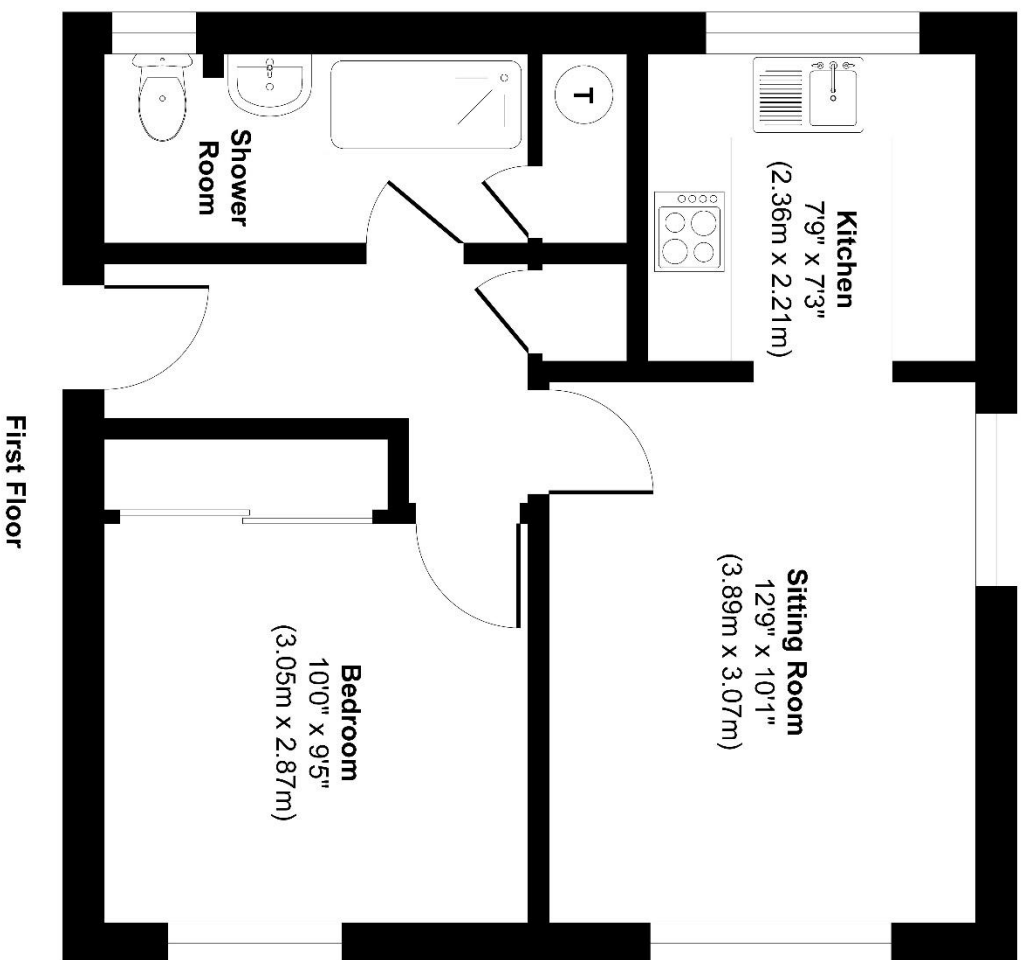 Shower
Room
T
Kitchen
7'9" x 7'3"
(2.36m x 2.21m)
Sitting Room
12'9" x 10'1"
(3.89m x 3.07m)
Bedroom
10'0" x 9'5"
(3.05m x 2.87m)
First Floor